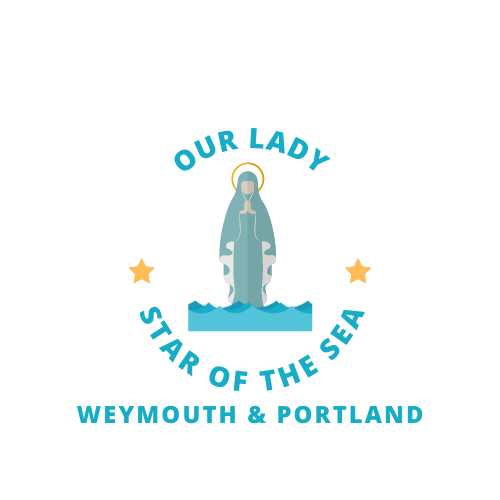 OUR LADY
STAR OF THE SEA
WEYMOUTH & PORTLAND